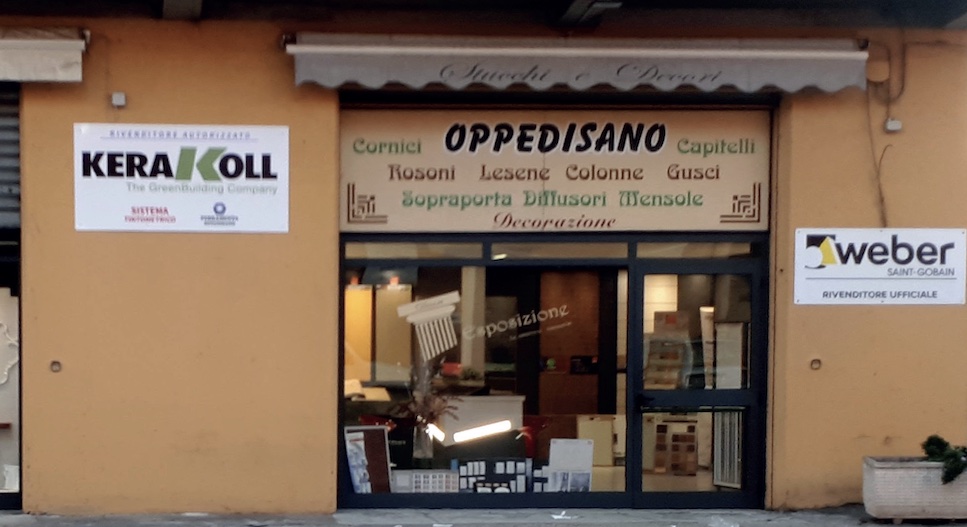 Stucchi e Decori
RIVENDITORE AUTORIZZATO
KERAKOLL
The GreenBuilding Company
SISTEMA
TINTOMETRICO
OPPEDISANO
Cornici Capitelli
Rosoni Lesene Colonne Gusci
Sopraporta Diffusori Mensole
Decorazione
Esposizione
weber
SAINT-GOBAIN
RIVENDITORE UFFICIALE